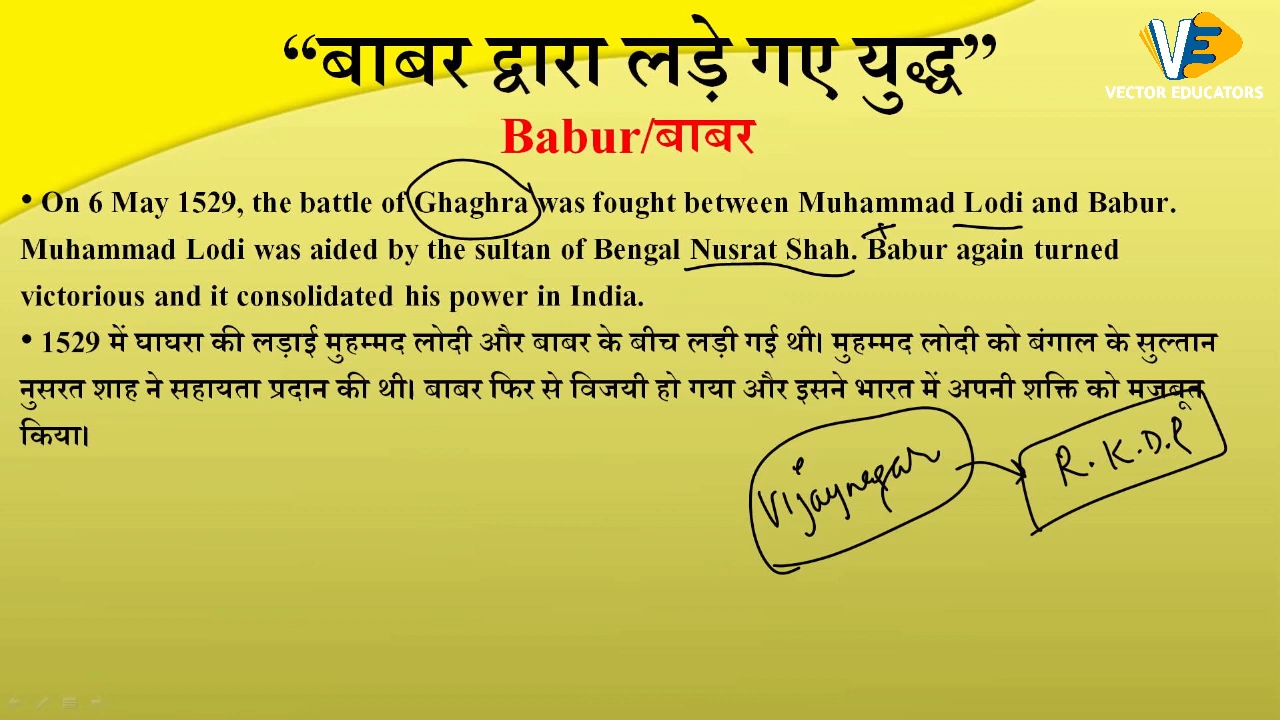 “बाबर द्वारा लड़े गए युद्ध”
VE
VECTOR EDUCATORS
Babur/बाबर
• On 6 May 1529, the battle of Ghaghra was fought between Muhammad Lodi and Babur.
Muhammad Lodi was aided by the sultan of Bengal Nusrat Shah. Babur again turned
victorious and it consolidated his power in India.
• 1529 में घाघरा की लड़ाई मुहम्मद लोदी और बाबर के बीच लड़ी गई थी। मुहम्मद लोदी को बंगाल के सुल्तान
नुसरत शाह ने सहायता प्रदान की थी। बाबर फिर से विजयी हो गया और इसने भारत में अपनी शक्ति को मजबूत
किया।
Vijaynegar
R.K.D.P